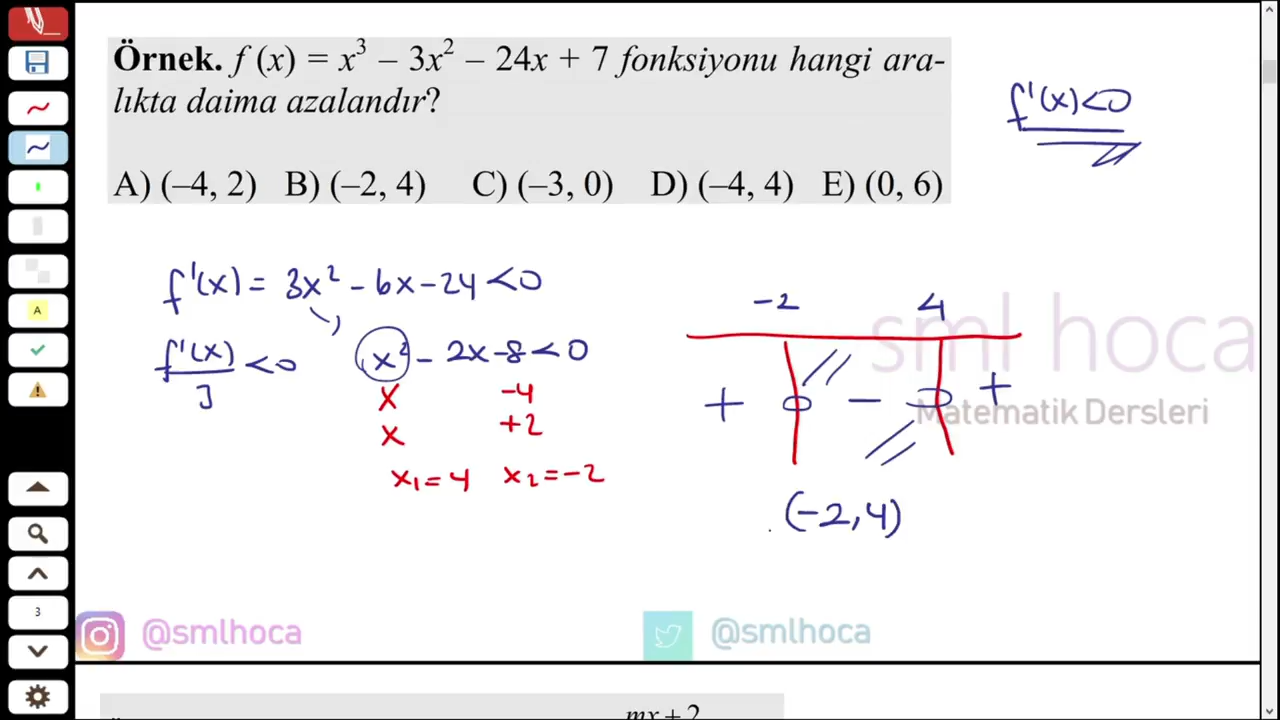 Örnek. f (x) = x³ – 3x² – 24x + 7 fonksiyonu hangi ara-
lıkta daima azalandır?
A) (–4, 2) B) (–2, 4) C) (–3, 0) D) (–4, 4) E) (0, 6)
f'(x)<0
f'(x) = 3x² - 6x - 24 < 0
f'(x)/3 < 0 x² - 2x - 8 < 0
x -4
x +2
x₁ = 4 x₂ = -2
-2 4
+ - +
(-2, 4)
sml hoca
Matematik Dersleri
A
3
@smlhoca @smlhoca
mx + 2